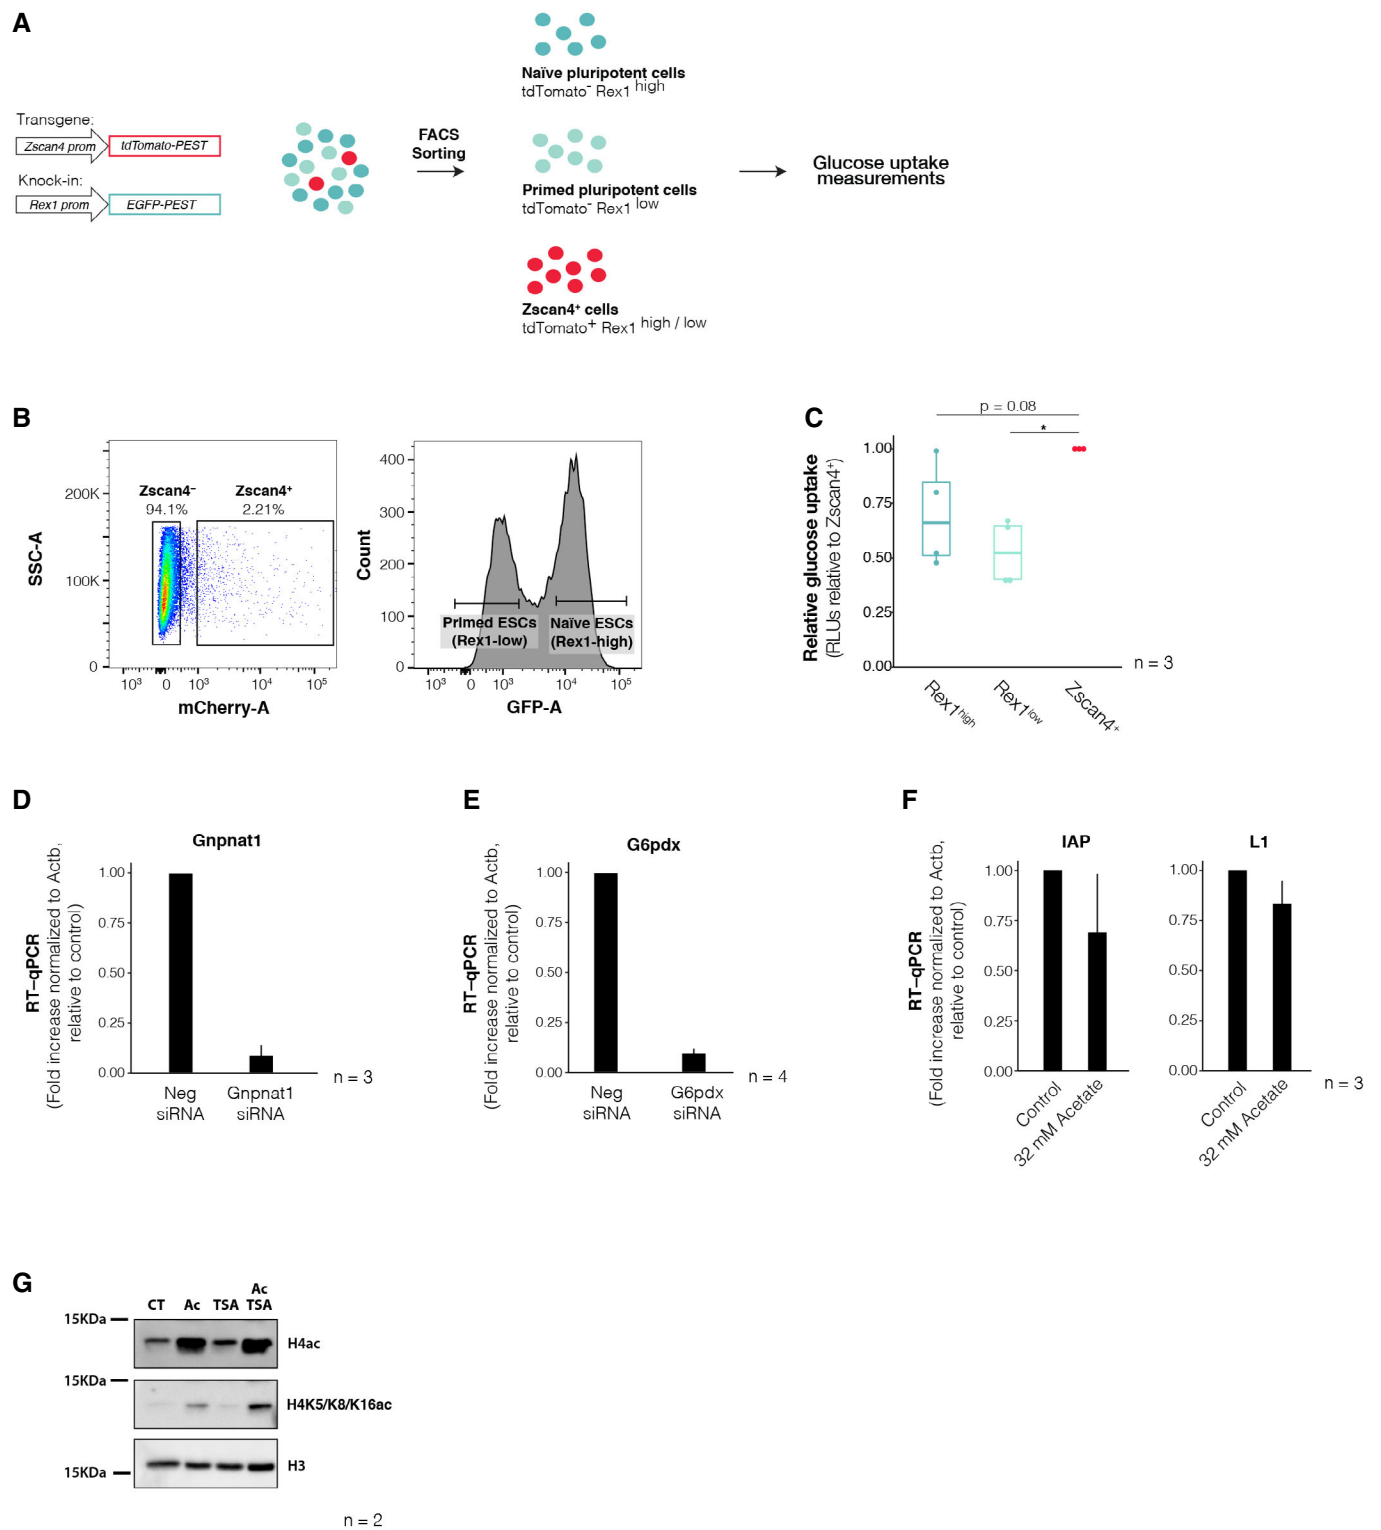 A
Transgene:
Zscan4 prom
tdTomato-PEST
Knock-in:
Rex1 prom
EGFP-PEST
FACS
Sorting
Naïve pluripotent cells
tdTomato- Rex1 high
Primed pluripotent cells
tdTomato- Rex1 low
Zscan4+ cells
tdTomato+ Rex1 high / low
Glucose uptake
measurements
B
SSC-A
200K
100K
0
Zscan4–
94.1%
Zscan4+
2.21%
10³ 0 10³ 10⁴ 10⁵
mCherry-A
Count
400
300
200
100
0
Primed ESCs
(Rex1-low)
Naïve ESCs
(Rex1-high)
10³ 0 10³ 10⁴ 10⁵
GFP-A
C
p = 0.08
*
Relative glucose uptake
(RLUs relative to Zscan4+)
1.00
0.75
0.50
0.25
0.00
n = 3
Rex1high
Rex1low
Zscan4+
D
Gnpnat1
RT–qPCR
(Fold increase normalized to Actb,
relative to control)
1.00
0.75
0.50
0.25
0.00
Neg
siRNA
Gnpnat1
siRNA
n = 3
E
G6pdx
RT–qPCR
(Fold increase normalized to Actb,
relative to control)
1.00
0.75
0.50
0.25
0.00
Neg
siRNA
G6pdx
siRNA
n = 4
F
RT–qPCR
(Fold increase normalized to Actb,
relative to control)
IAP
1.00
0.75
0.50
0.25
0.00
Control
32 mM Acetate
L1
1.00
0.75
0.50
0.25
0.00
Control
32 mM Acetate
n = 3
G
CT Ac TSA Ac TSA
15KDa
H4ac
15KDa
H4K5/K8/K16ac
15KDa
H3
n = 2